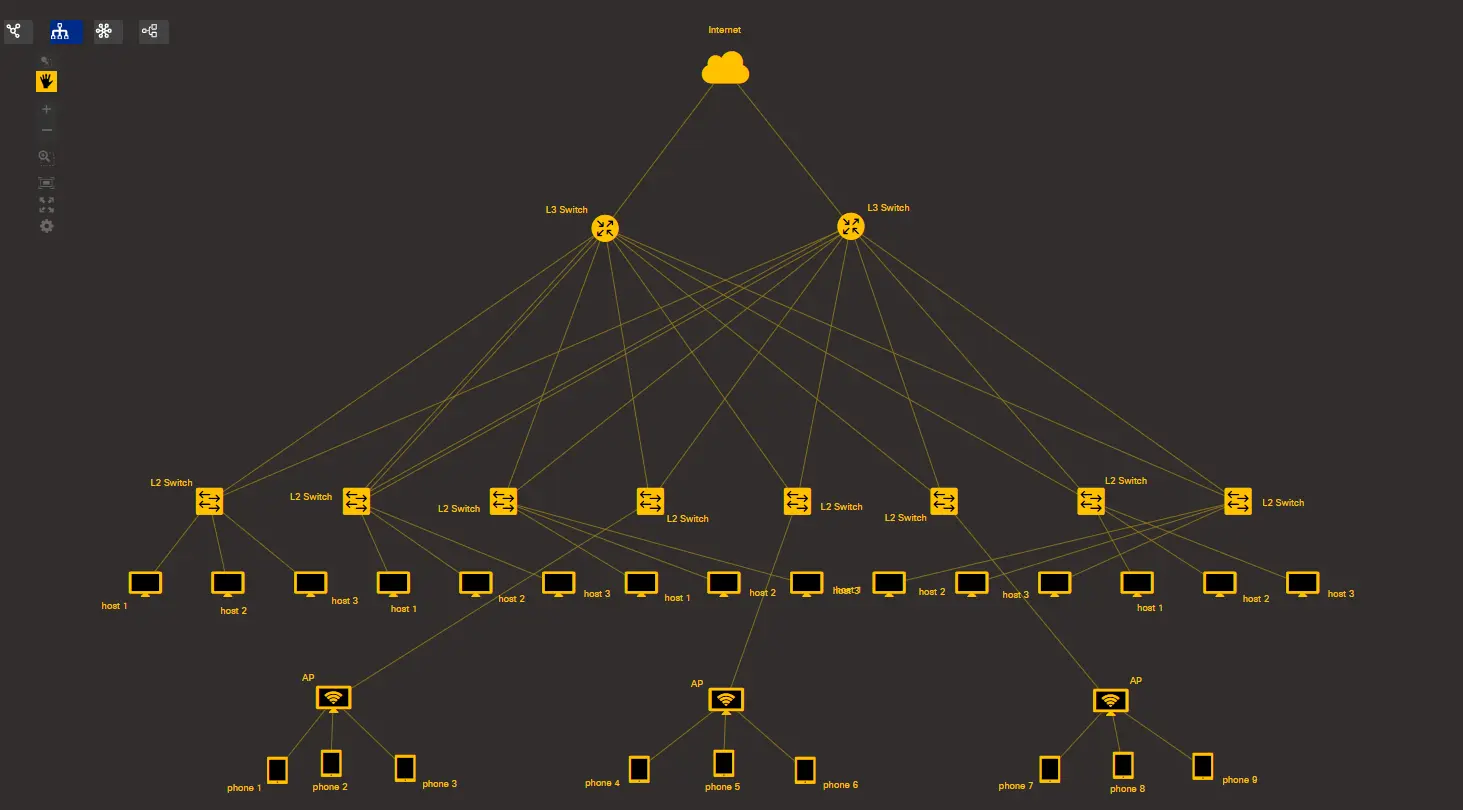 Internet
L3 Switch
L3 Switch
L2 Switch
L2 Switch
L2 Switch
L2 Switch
L2 Switch
L2 Switch
L2 Switch
L2 Switch
host 1
host 2
host 3
host 1
host 2
host 3
host 1
host 2
host 3
host 2
host 3
host 1
host 2
host 3
AP
AP
AP
phone 1
phone 2
phone 3
phone 4
phone 5
phone 6
phone 7
phone 8
phone 9